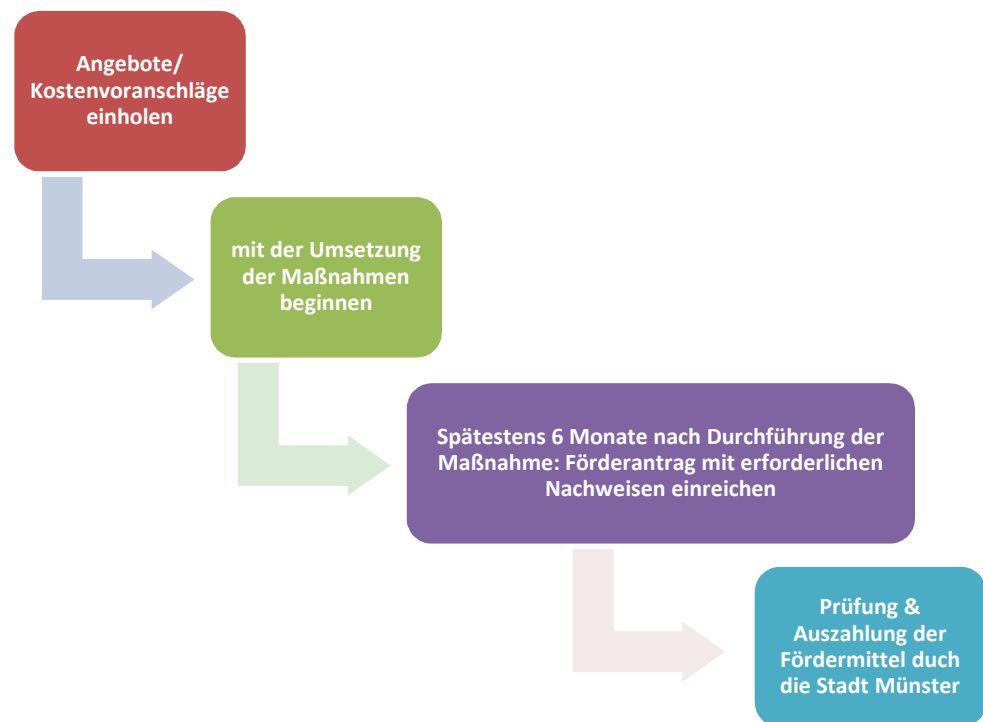 Angebote/
Kostenvoranschläge
einholen
mit der Umsetzung
der Maßnahmen
beginnen
Spätestens 6 Monate nach Durchführung der
Maßnahme: Förderantrag mit erforderlichen
Nachweisen einreichen
Prüfung &
Auszahlung der
Fördermittel duch
die Stadt Münster